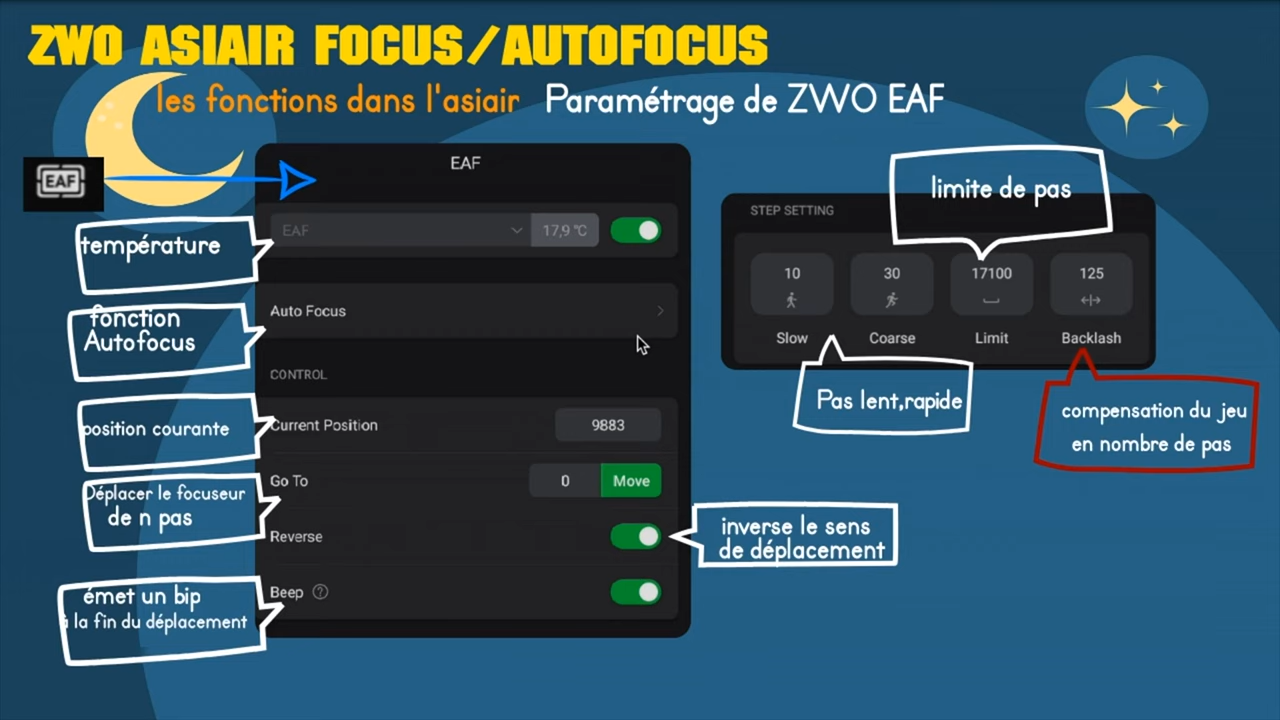 ZWO ASIAIR FOCUS/AUTOFOCUS
les fonctions dans l'asiair Paramétrage de ZWO EAF
EAF
EAF
température
EAF 17,9 °C
fonction
Autofocus
Auto Focus
CONTROL
position courante
Current Position 9883
Déplacer le focuseur
de n pas
Go To 0 Move
Reverse
inverse le sens
de déplacement
émet un bip
à la fin du déplacement
Beep ?
limite de pas
STEP SETTING
10 30 17100 125
Slow Coarse Limit Backlash
Pas lent,rapide
compensation du jeu
en nombre de pas